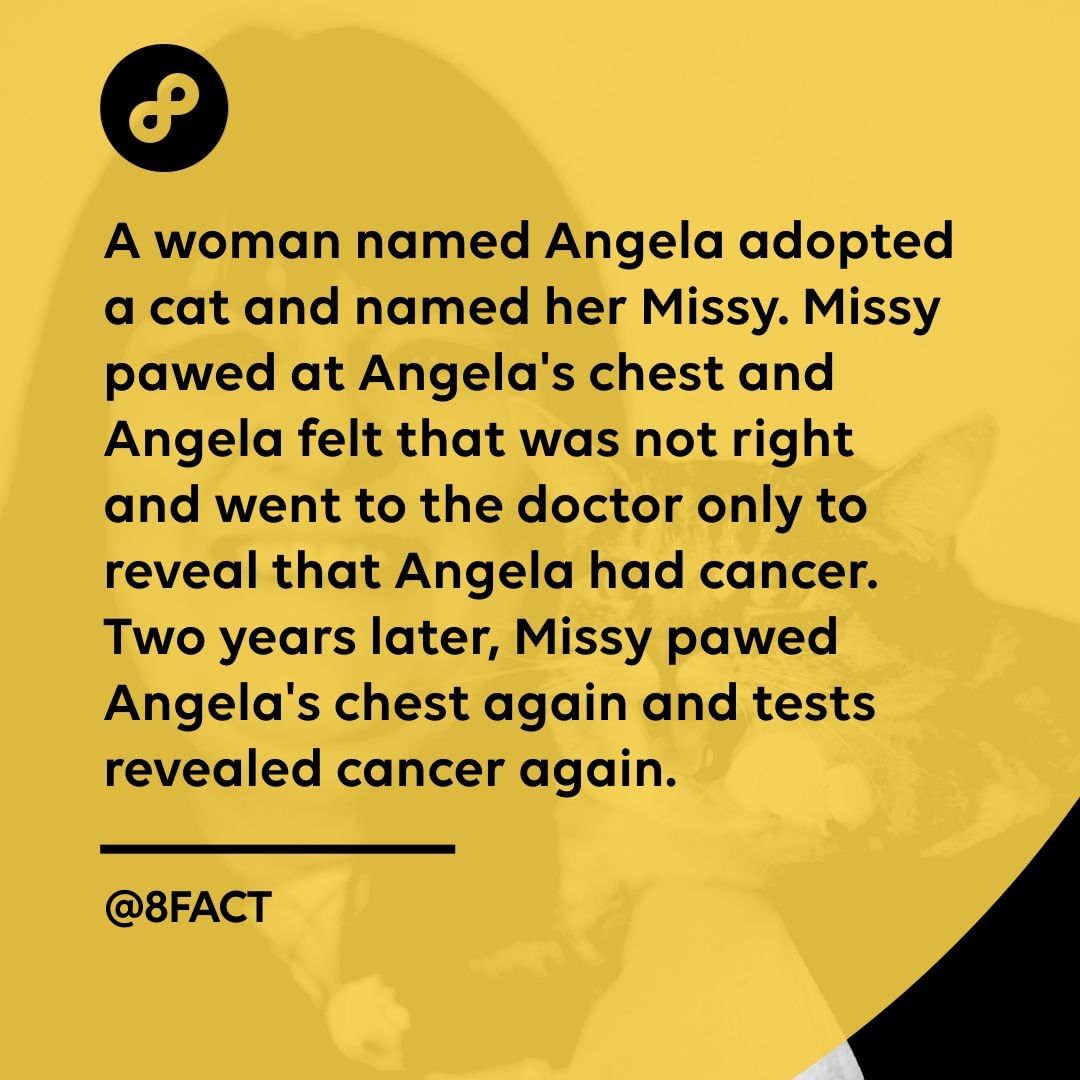 A woman named Angela adopted
a cat and named her Missy. Missy
pawed at Angela's chest and
Angela felt that was not right
and went to the doctor only to
reveal that Angela had cancer.
Two years later, Missy pawed
Angela's chest again and tests
revealed cancer again.
@8FACT